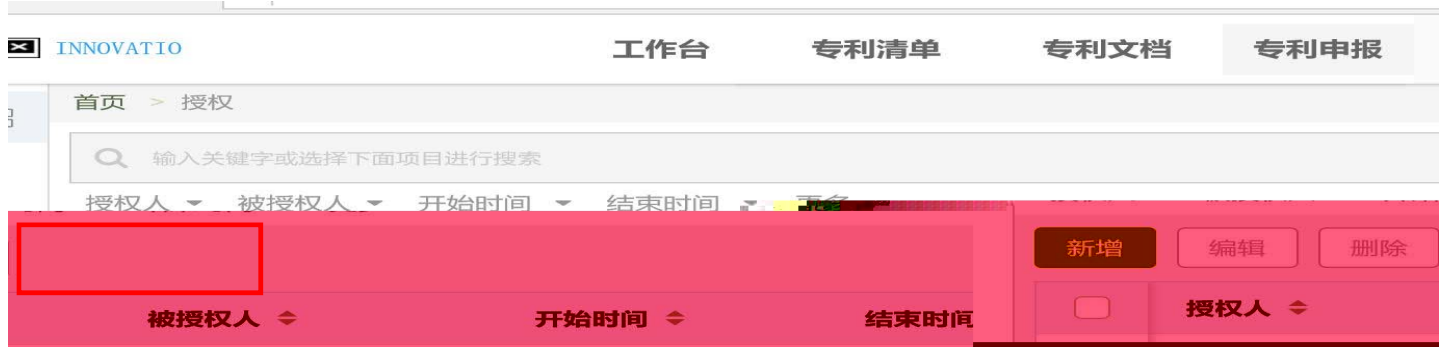 INNOVATIO 工作台 专利清单 专利文档 专利申报
首页 > 授权
输入关键字或选择下面项目进行搜索
授权人 被授权人 开始时间 结束时间 更多
新增 编辑 删除
被授权人 开始时间 结束时间 授权人